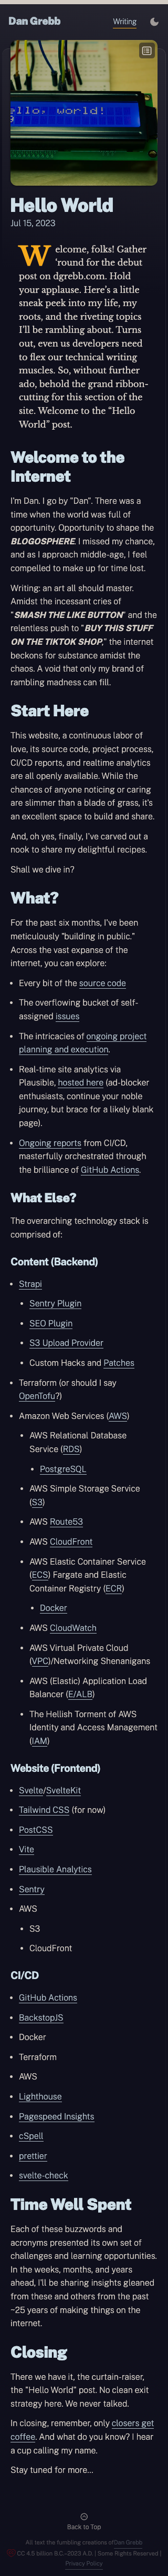 Dan Grebb
Writing
Hello, world!
Hello World
Jul 15, 2023
Welcome, folks! Gather
'round for the debut
post on dgrebb.com. Hold
your applause. Here's a little
sneak peek into my life, my
roots, and the riveting topics
I'll be rambling about. Turns
out, even us developers need
to flex our technical writing
muscles. So, without further
ado, behold the grand ribbon-
cutting for this section of the
site. Welcome to the "Hello
World" post.
Welcome to the
Internet
I'm Dan. I go by "Dan". There was a
time when the world was full of
opportunity. Opportunity to shape the
BLOGOSPHERE. I missed my chance,
and as I approach middle-age, I feel
compelled to make up for time lost.
Writing: an art all should master.
Amidst the incessant cries of
"SMASH THE LIKE BUTTON" and the
relentless push to "BUY THIS STUFF
ON THE TIKTOK SHOP," the internet
beckons for substance amidst the
chaos. A void that only my brand of
rambling madness can fill.
Start Here
This website, a continuous labor of
love, its source code, project process,
CI/CD reports, and realtime analytics
are all openly available. While the
chances of anyone noticing or caring
are slimmer than a blade of grass, it's
an excellent space to build and share.
And, oh yes, finally, I've carved out a
nook to share my delightful recipes.
Shall we dive in?
What?
For the past six months, I've been
meticulously "building in public."
Across the vast expanse of the
internet, you can explore:
• Every bit of the source code
• The overflowing bucket of self-
assigned issues
• The intricacies of ongoing project
planning and execution.
• Real-time site analytics via
Plausible, hosted here (ad-blocker
enthusiasts, continue your noble
journey, but brace for a likely blank
page).
• Ongoing reports from CI/CD,
masterfully orchestrated through
the brilliance of GitHub Actions.
What Else?
The overarching technology stack is
comprised of:
Content (Backend)
• Strapi
• Sentry Plugin
• SEO Plugin
• S3 Upload Provider
• Custom Hacks and Patches
• Terraform (or should I say
OpenTofu?)
• Amazon Web Services (AWS)
• AWS Relational Database
Service (RDS)
• PostgreSQL
• AWS Simple Storage Service
(S3)
• AWS Route53
• AWS CloudFront
• AWS Elastic Container Service
(ECS) Fargate and Elastic
Container Registry (ECR)
• Docker
• AWS CloudWatch
• AWS Virtual Private Cloud
(VPC)/Networking Shenanigans
• AWS (Elastic) Application Load
Balancer (E/ALB)
• The Hellish Torment of AWS
Identity and Access Management
(IAM)
Website (Frontend)
• Svelte/SvelteKit
• Tailwind CSS (for now)
• PostCSS
• Vite
• Plausible Analytics
• Sentry
• AWS
• S3
• CloudFront
CI/CD
• GitHub Actions
• BackstopJS
• Docker
• Terraform
• AWS
• Lighthouse
• Pagespeed Insights
• cSpell
• prettier
• svelte-check
Time Well Spent
Each of these buzzwords and
acronyms presented its own set of
challenges and learning opportunities.
In the weeks, months, and years
ahead, I'll be sharing insights gleaned
from these and others from the past
~25 years of making things on the
internet.
Closing
There we have it, the curtain-raiser,
the "Hello World" post. No clean exit
strategy here. We never talked.
In closing, remember, only closers get
coffee. And what do you know? I hear
a cup calling my name.
Stay tuned for more...
Back to Top
All text the fumbling creations of Dan Grebb
CC 4.5 billion B.C.–2023 A.D. | Some Rights Reserved |
Privacy Policy